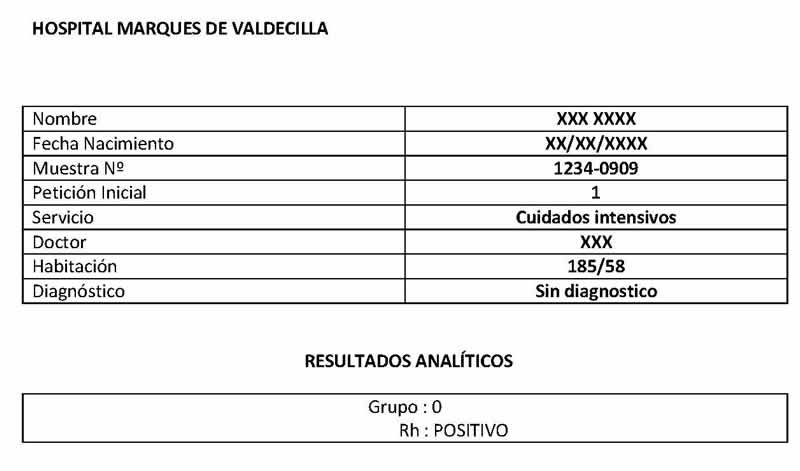 HOSPITAL MARQUES DE VALDECILLA
Nombre XXX XXXX
Fecha Nacimiento XX/XX/XXXX
Muestra Nº 1234-0909
Petición Inicial 1
Servicio Cuidados intensivos
Doctor XXX
Habitación 185/58
Diagnóstico Sin diagnostico
RESULTADOS ANALÍTICOS
Grupo : 0
Rh : POSITIVO